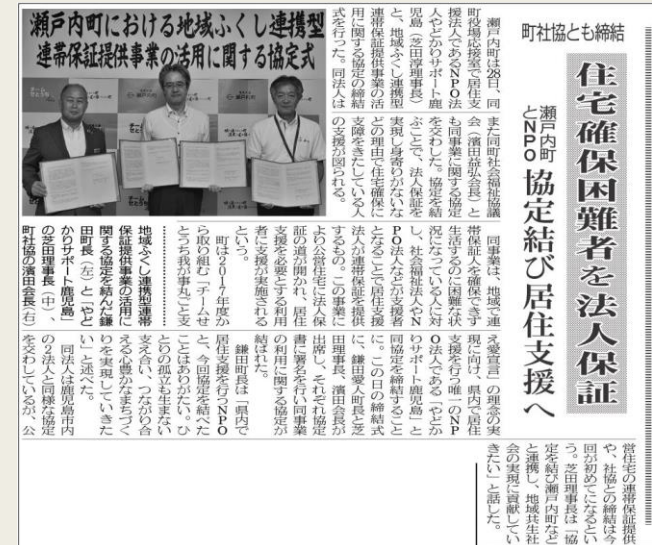 住宅確保困難者を法人保証
町社協とも締結
瀬戸内町
とNPO
協定結び居住支援へ
瀬戸内町における地域ふくし連携型
連帯保証提供事業の活用に関する協定式
瀬戸内町は28日、同
町役場応接室で居住支
援法人であるNPO法
人やどかりサポート鹿
児島（芝田淳理事長）
と、地域ふくし連携型
連帯保証提供事業の活
用に関する協定の締結
式を行った。同法人は
また同町社会福祉協議
会（濱田益弘会長）と
も同事業に関する協定
を交わした。協定を結
ぶことで、法人保証を
実現し身寄りがないな
どの理由で住宅確保に
支障をきたしている人
の支援が図られる。
同事業は、地域で連
帯保証人を確保できず
生活するのに困難な状
況になっている人に対
し、社会福祉法人やN
PO法人などが支援者
となることで居住支援
法人が連帯保証を提供
するもの。この事業に
より公営住宅に法人保
証の道が開かれ、居住
支援を必要とする利用
者に支援が実施される
という。
町は2017年度か
ら取り組む「チームせ
とうち我が事丸ごと支
え愛宣言」の理念の実
現に向け、県内で居住
支援を行う唯一のNP
O法人である「やどか
りサポート鹿児島」と
同協定を締結すること
に。この日の締結式
に、鎌田愛人町長と芝
田理事長、濱田会長が
出席し、それぞれ協定
書に署名を行い同事業
の利用に関する協定が
結ばれた。
鎌田町長は「県内で
居住支援を行うNPO
と、今回協定を結べた
ことはありがたい。ひ
とりの孤立も生まない
支え合い、つながり合
える心豊かなまちづく
りを実現していきた
い」と述べた。
同法人は鹿児島市内
の2法人と同様な協定
を交わしているが、公
営住宅の連帯保証提供
や、社協との締結は今
回が初めてになるとい
う。芝田理事長は「協
定を結び瀬戸内町など
と連携し、地域共生社
会の実現に貢献してい
きたい」と話した。
地域ふくし連携型連帯
保証提供事業の活用に
関する協定を結んだ鎌
田町長（左）と「やど
かりサポート鹿児島」
の芝田理事長（中）、
町社協の濱田会長（右）